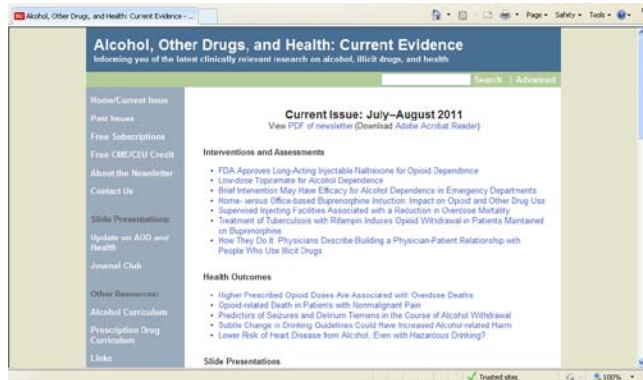 Alcohol, Other Drugs, and Health: Current Evidence - ...
Page
Safety
Tools
Alcohol, Other Drugs, and Health: Current Evidence
Informing you of the latest clinically relevant research on alcohol, illicit drugs, and health
Search | Advanced
Home/Current Issue
Past Issues
Free Subscriptions
Free CME/CEU Credit
About the Newsletter
Contact Us
Slide Presentations:
Update on AOD and
Health
Journal Club
Other Resources:
Alcohol Curriculum
Prescription Drug
Curriculum
Links
Current Issue: July–August 2011
View PDF of newsletter (Download Adobe Acrobat Reader)
Interventions and Assessments
• FDA Approves Long-Acting Injectable Naltrexone for Opioid Dependence
• Low-dose Topiramate for Alcohol Dependence
• Brief Intervention May Have Efficacy for Alcohol Dependence in Emergency Departments
• Home- versus Office-based Buprenorphine Induction: Impact on Opioid and Other Drug Use
• Supervised Injecting Facilities Associated with a Reduction in Overdose Mortality
• Treatment of Tuberculosis with Rifampin Induces Opioid Withdrawal in Patients Maintained
on Buprenorphine
• How They Do It: Physicians Describe Building a Physician-Patient Relationship with
People Who Use Illicit Drugs
Health Outcomes
• Higher Prescribed Opioid Doses Are Associated with Overdose Deaths
• Opioid-related Death in Patients with Nonmalignant Pain
• Predictors of Seizures and Delirium Tremens in the Course of Alcohol Withdrawal
• Subtle Change in Drinking Guidelines Could Have Increased Alcohol-related Harm
• Lower Risk of Heart Disease from Alcohol, Even with Hazardous Drinking?
Slide Presentations
Trusted sites
100%